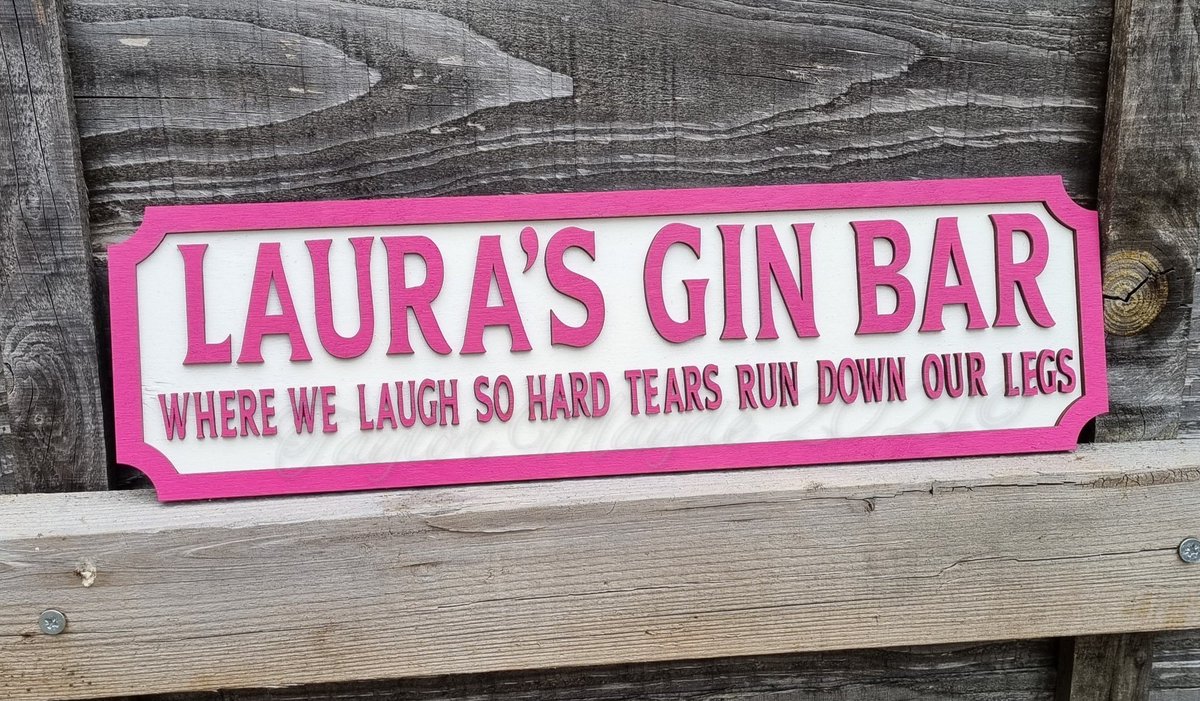 LAURA'S GIN BAR
WHERE WE LAUGH SO HARD TEARS RUN DOWN OUR LEGS